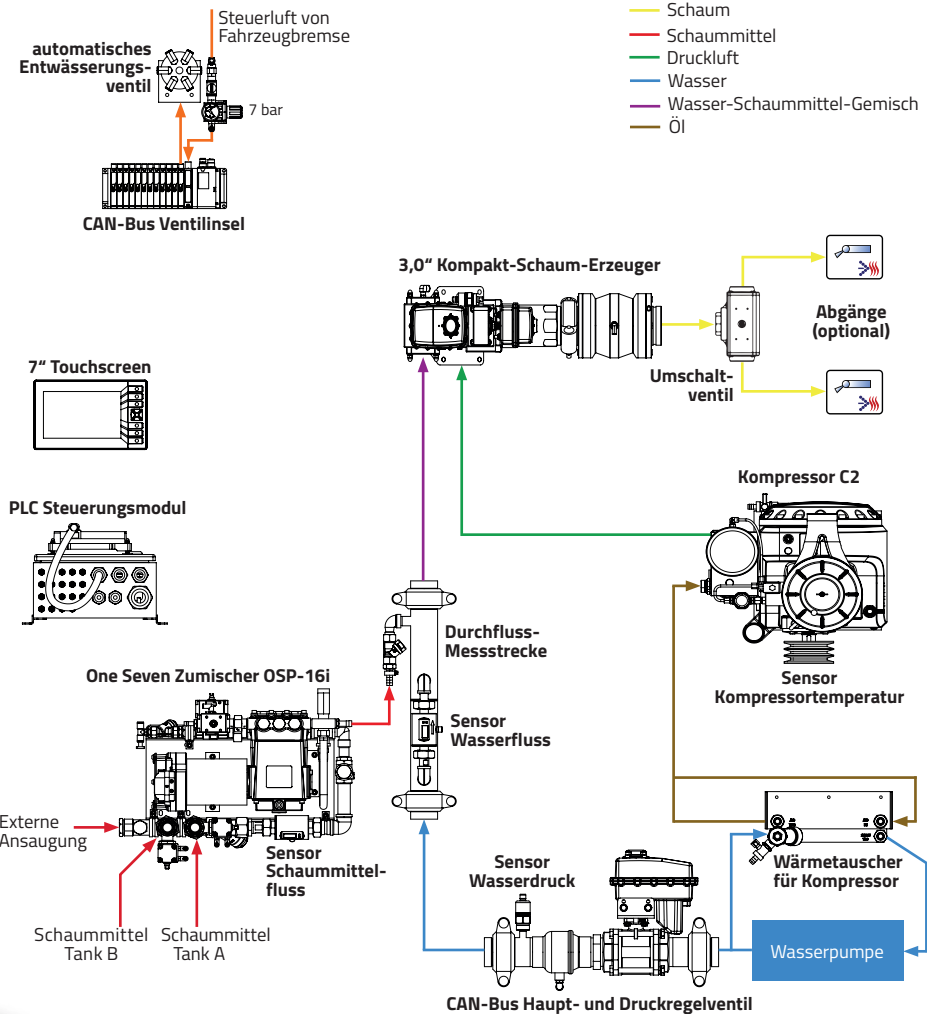 Steuerluft von
Fahrzeugbremse
automatisches
Entwässerungs-
ventil
7 bar
CAN-Bus Ventilinsel
Schaum
Schaummittel
Druckluft
Wasser
Wasser-Schaummittel-Gemisch
Öl
3,0“ Kompakt-Schaum-Erzeuger
Abgänge
(optional)
Umschalt-
ventil
7“ Touchscreen
PLC Steuerungsmodul
Kompressor C2
Sensor
Kompressortemperatur
Durchfluss-
Messstrecke
Sensor
Wasserfluss
One Seven Zumischer OSP-16i
Externe
Ansaugung
Sensor
Schaummittel-
fluss
Schaummittel
Tank B
Schaummittel
Tank A
Sensor
Wasserdruck
Wärmetauscher
für Kompressor
Wasserpumpe
CAN-Bus Haupt- und Druckregelventil